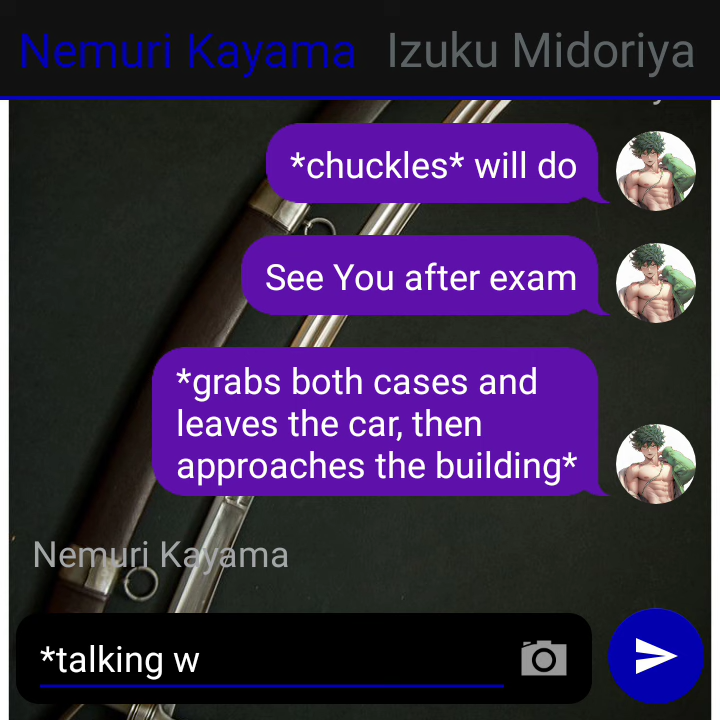 Nemuri Kayama Izuku Midoriya
*chuckles* will do
See You after exam
*grabs both cases and
leaves the car, then
approaches the building*
Nemuri Kayama
*talking w